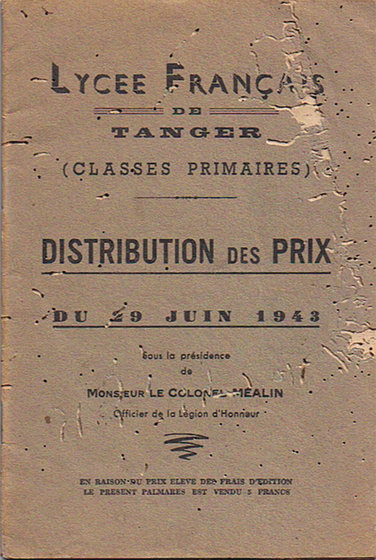 LYCEE FRANÇAIS
DE
TANGER
(CLASSES PRIMAIRES)
DISTRIBUTION DES PRIX
DU 29 JUIN 1943
Sous la présidence
de
MONSIEUR LE COLONEL MÉALIN
Officier de la Légion d'Honneur
EN RAISON DU PRIX ELEVE DES FRAIS D'EDITION
LE PRESENT PALMARES EST VENDU 5 FRANCS